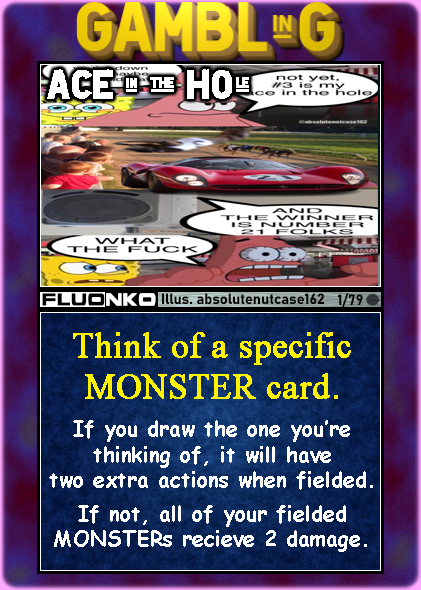 GAMBLiNG
ACE IN THE HOLE
not yet.
#3 is my
ce in the hole
@absolutenutcase162
AND
THE WINNER
IS NUMBER
21 FOLKS
WHAT
THE FUCK
FLUONKO Illus. absolutenutcase162 1/79
Think of a specific
MONSTER card.
If you draw the one you're
thinking of, it will have
two extra actions when fielded.
If not, all of your fielded
MONSTERs recieve 2 damage.